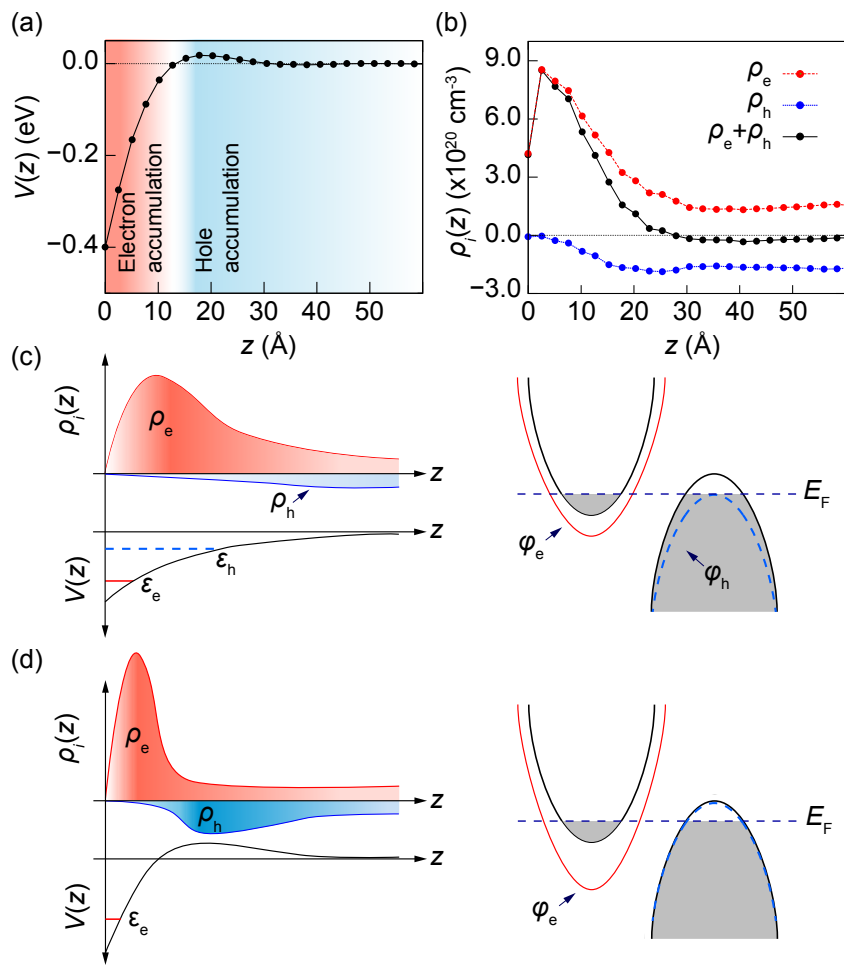 (a)
V(z) (eV)
0.0
−0.2
−0.4
Electron
accumulation
Hole
accumulation
0 10 20 30 40 50
z (Å)
(b)
ρi(z) (x10²⁰ cm⁻³)
9.0
6.0
3.0
0.0
−3.0
ρe
ρh
ρe+ρh
0 10 20 30 40 50
z (Å)
(c)
ρi(z)
ρe
z
ρh
z
V(z)
εe
εh
EF
φe
φh
(d)
ρi(z)
ρe
z
ρh
z
V(z)
εe
EF
φe